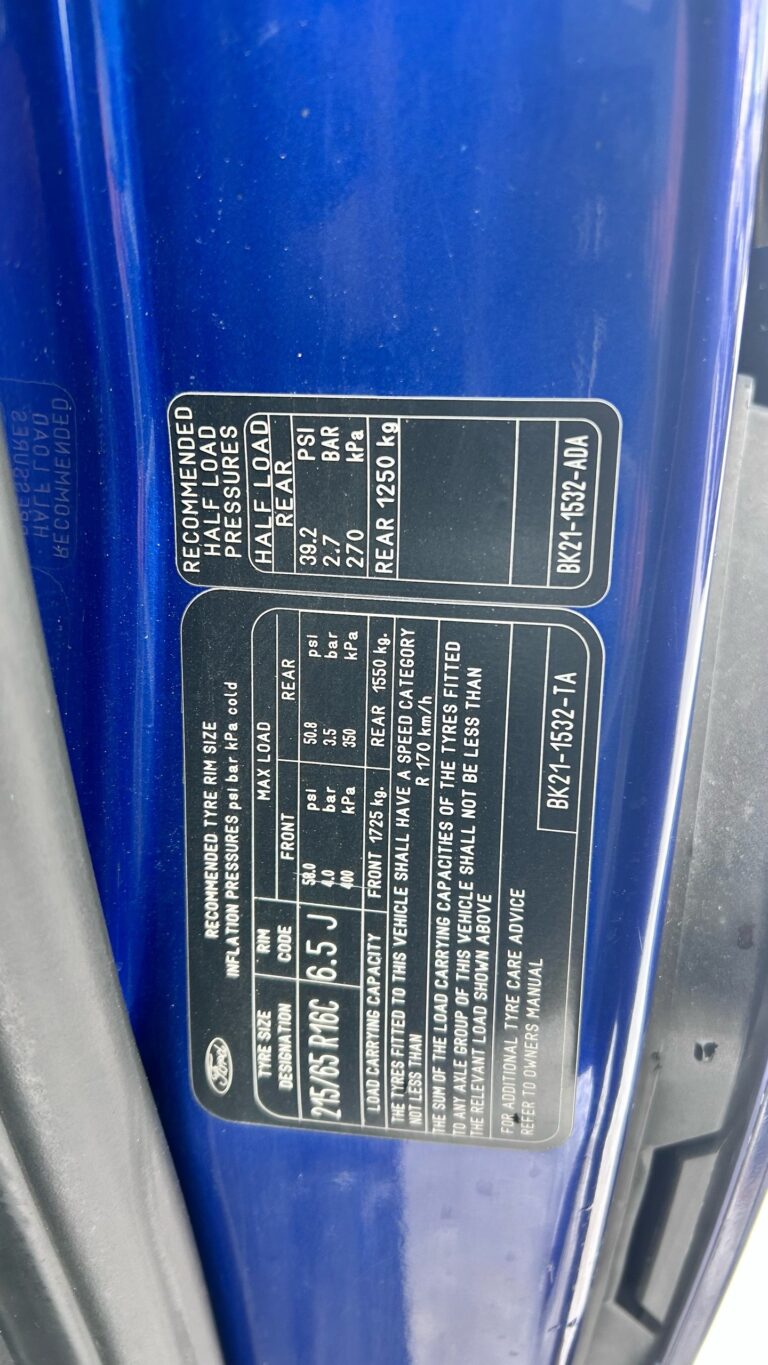 Ford
RECOMMENDED TYRE RIM SIZE
INFLATION PRESSURES psi bar kPa cold
TYRE SIZE DESIGNATION
RIM CODE
MAX LOAD
FRONT
REAR
215/65 R16C
6.5 J
58.0 psi
4.0 bar
400 kPa
50.8 psi
3.5 bar
350 kPa
LOAD CARRYING CAPACITY
FRONT 1725 kg.
REAR 1550 kg.
THE TYRES FITTED TO THIS VEHICLE SHALL HAVE A SPEED CATEGORY
NOT LESS THAN R 170 km/h
THE SUM OF THE LOAD CARRYING CAPACITIES OF THE TYRES FITTED
TO ANY AXLE GROUP OF THIS VEHICLE SHALL NOT BE LESS THAN
THE RELEVANT LOAD SHOWN ABOVE
FOR ADDITIONAL TYRE CARE ADVICE
REFER TO OWNERS MANUAL
BK21-1532-TA
RECOMMENDED
HALF LOAD
PRESSURES
HALF LOAD
REAR
39.2 PSI
2.7 BAR
270 kPa
REAR 1250 kg
BK21-1532-ADA
RECOMMENDED
HALF LOAD
PRESSURES